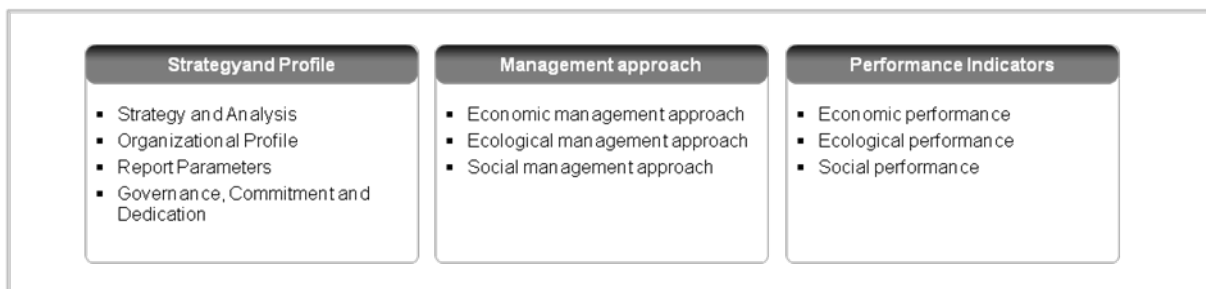 Strategyand Profile
Strategy and Analysis
Organizational Profile
Report Parameters
Governance, Commitment and
Dedication
Management approach
Economic management approach
Ecological management approach
Social management approach
Performance Indicators
Economic performance
Ecological performance
Social performance